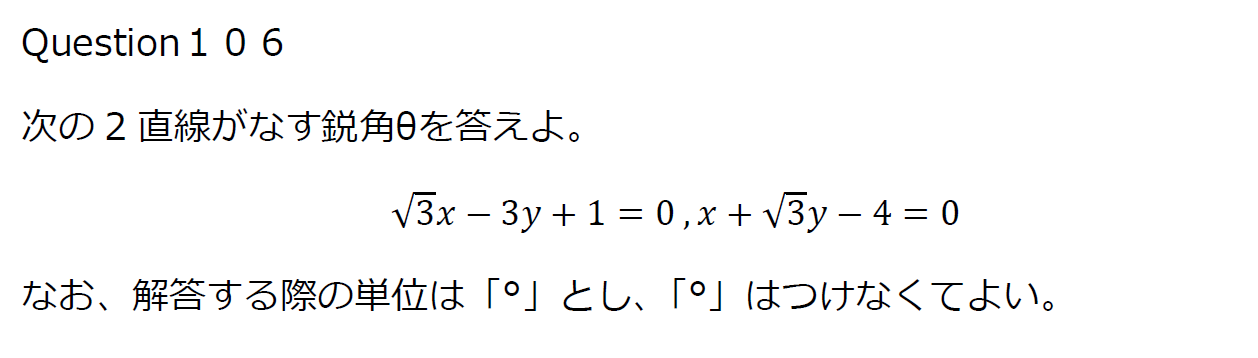 Question１０６
次の２直線がなす鋭角θを答えよ。
√3x − 3y + 1 = 0 , x + √3y − 4 = 0
なお、解答する際の単位は「°」とし、「°」はつけなくてよい。